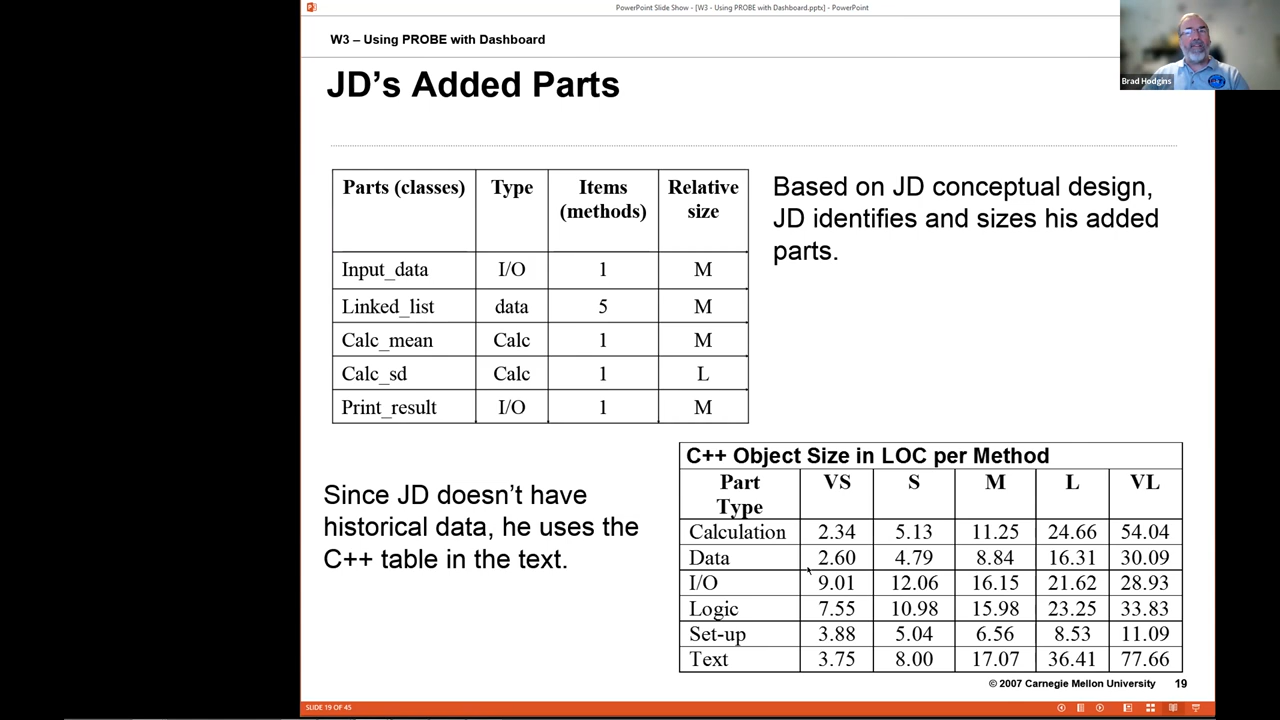 PowerPoint Slide Show - [W3 - Using PROBE with Dashboard.pptx] - PowerPoint
W3 – Using PROBE with Dashboard
Brad Hodgins
JD's Added Parts
Parts (classes) Type Items (methods) Relative size
Input_data I/O 1 M
Linked_list data 5 M
Calc_mean Calc 1 M
Calc_sd Calc 1 L
Print_result I/O 1 M
Based on JD conceptual design,
JD identifies and sizes his added
parts.
Since JD doesn't have
historical data, he uses the
C++ table in the text.
C++ Object Size in LOC per Method
Part Type VS S M L VL
Calculation 2.34 5.13 11.25 24.66 54.04
Data 2.60 4.79 8.84 16.31 30.09
I/O 9.01 12.06 16.15 21.62 28.93
Logic 7.55 10.98 15.98 23.25 33.83
Set-up 3.88 5.04 6.56 8.53 11.09
Text 3.75 8.00 17.07 36.41 77.66
© 2007 Carnegie Mellon University 19
SLIDE 19 OF 45